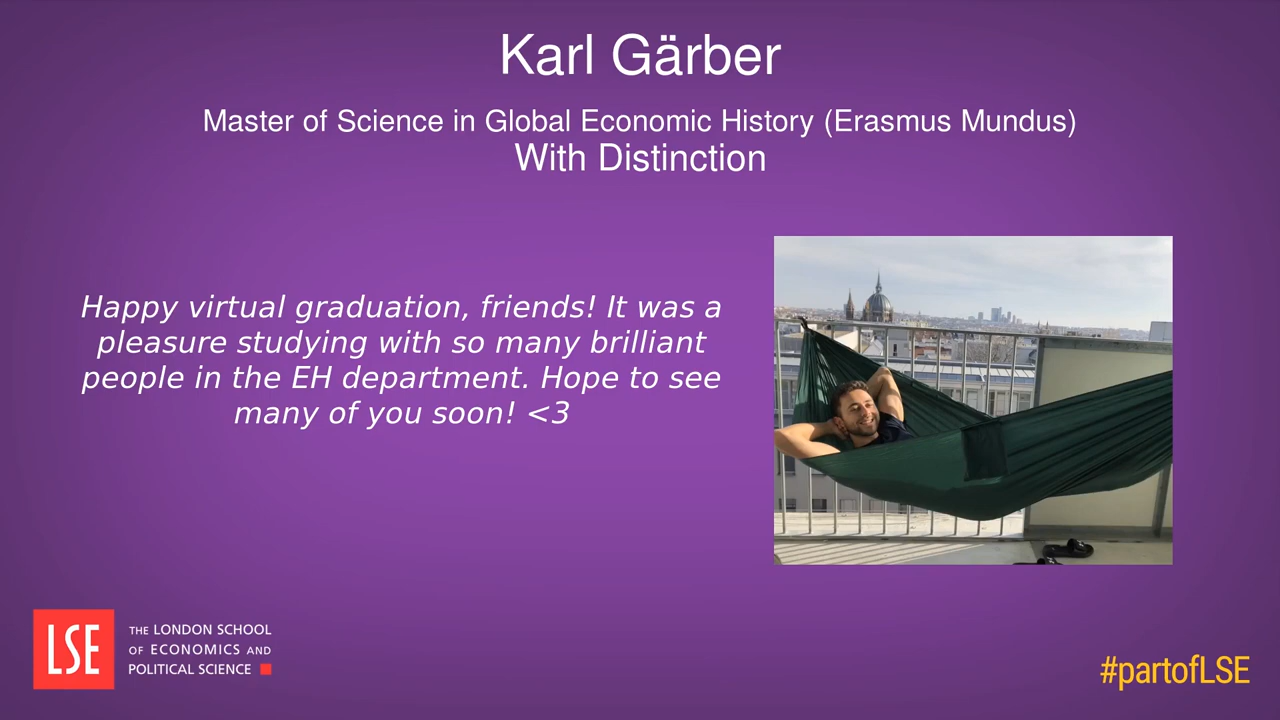 Karl Gärber
Master of Science in Global Economic History (Erasmus Mundus)
With Distinction
Happy virtual graduation, friends! It was a
pleasure studying with so many brilliant
people in the EH department. Hope to see
many of you soon! <3
LSE
THE LONDON SCHOOL
OF ECONOMICS AND
POLITICAL SCIENCE
#partofLSE